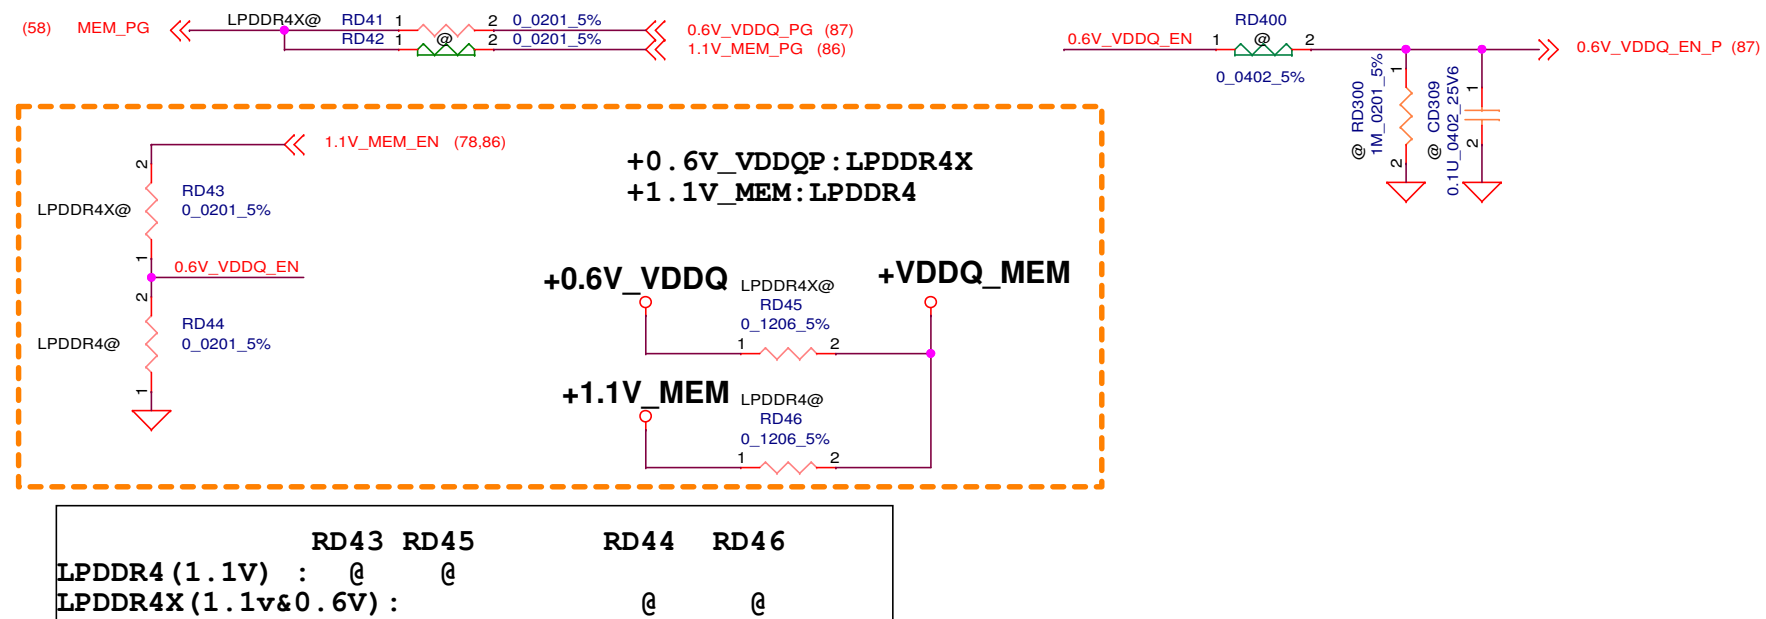 (58) MEM_PG
LPDDR4X@ RD41 1 2 0_0201_5%
0.6V_VDDQ_PG (87)
RD42 1 @ 2 0_0201_5%
1.1V_MEM_PG (86)
RD400
0.6V_VDDQ_EN 1 @ 2
0.6V_VDDQ_EN_P (87)
0_0402_5%
1
@ RD300
1M_0201_5%
2
1
@ CD309
0.1U_0402_25V6
2
1.1V_MEM_EN (78,86)
2
RD43
LPDDR4X@ 0_0201_5%
1
0.6V_VDDQ_EN
2
RD44
LPDDR4@ 0_0201_5%
1
+0.6V_VDDQP:LPDDR4X
+1.1V_MEM:LPDDR4
+0.6V_VDDQ
LPDDR4X@
+VDDQ_MEM
RD45
0_1206_5%
1 2
+1.1V_MEM
LPDDR4@
RD46
0_1206_5%
1 2
RD43 RD45 RD44 RD46
LPDDR4(1.1V) : @ @
LPDDR4X(1.1v&0.6V): @ @